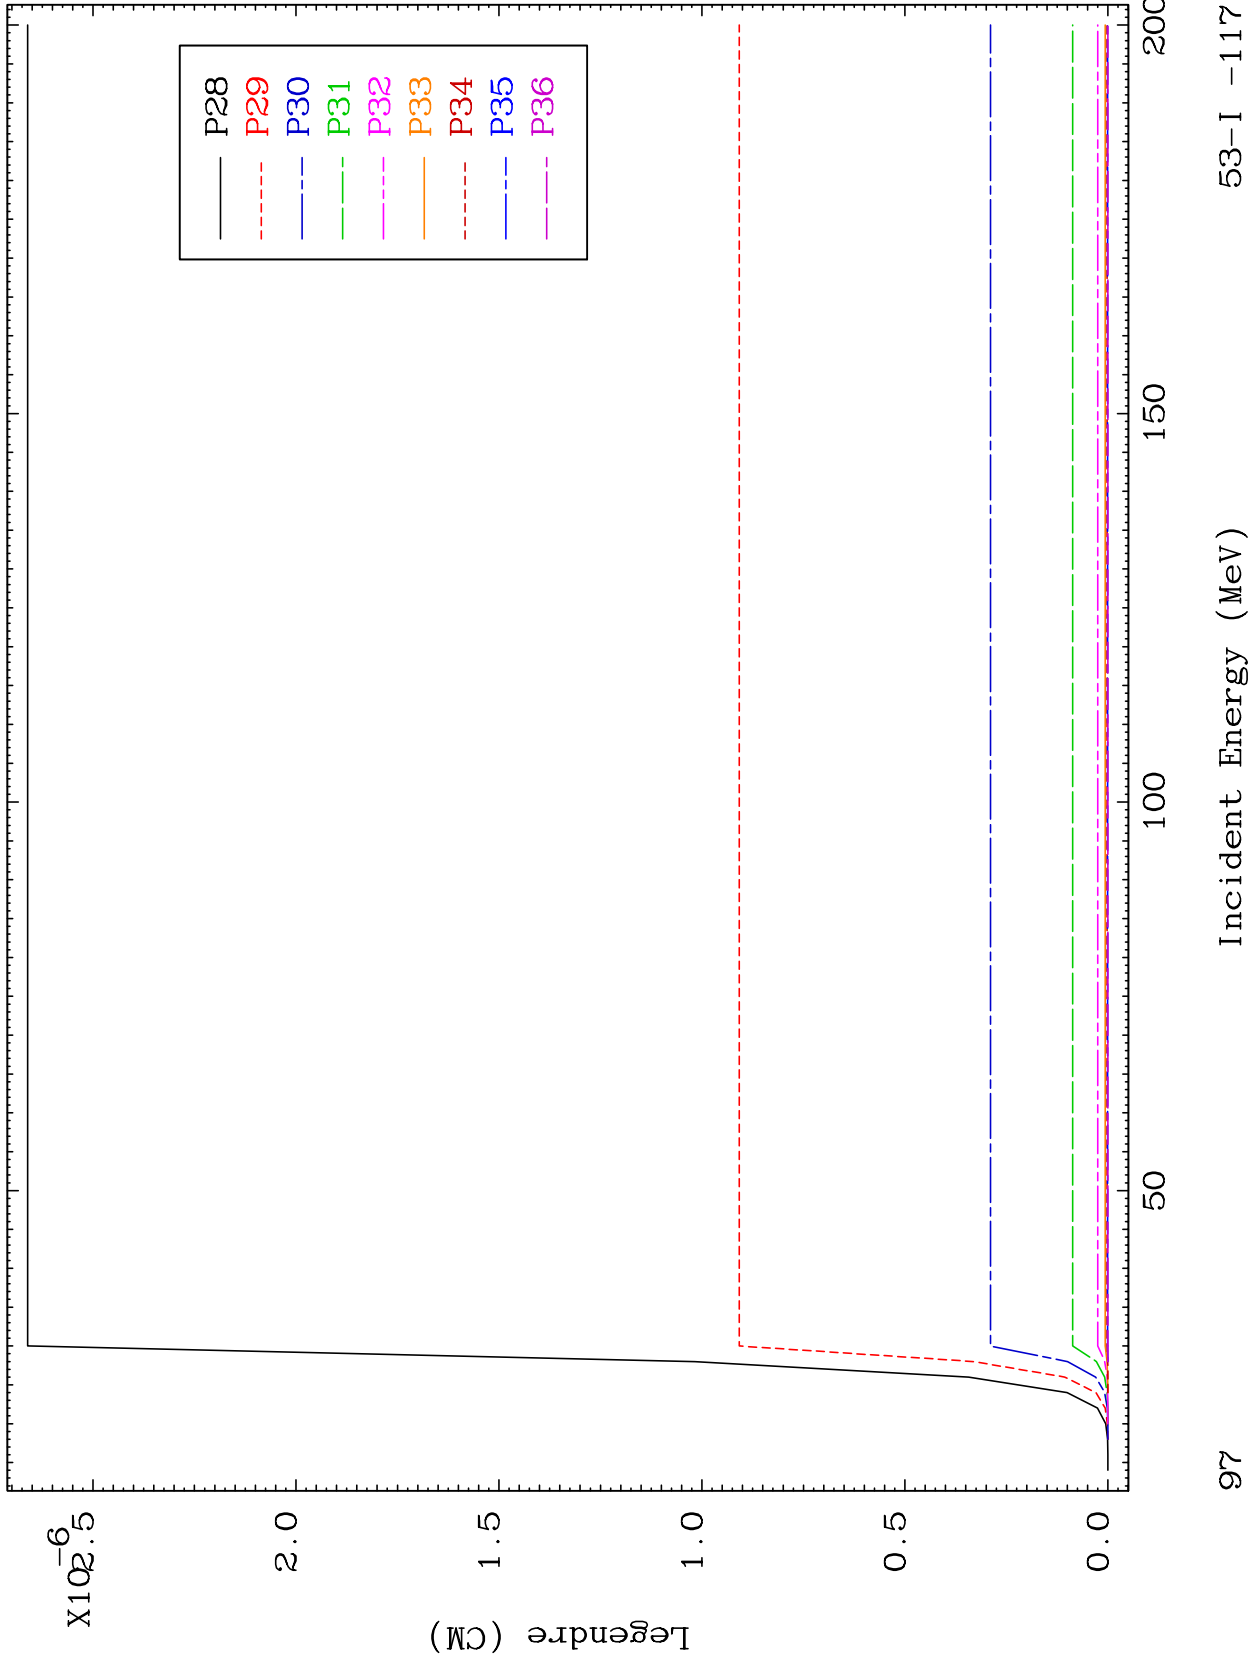 X10-6
2.5
2.0
1.5
1.0
0.5
0.0
Legendre (CM)
P28
P29
P30
P31
P32
P33
P34
P35
P36
50
100
150
200
97
Incident Energy (MeV)
53-I -117